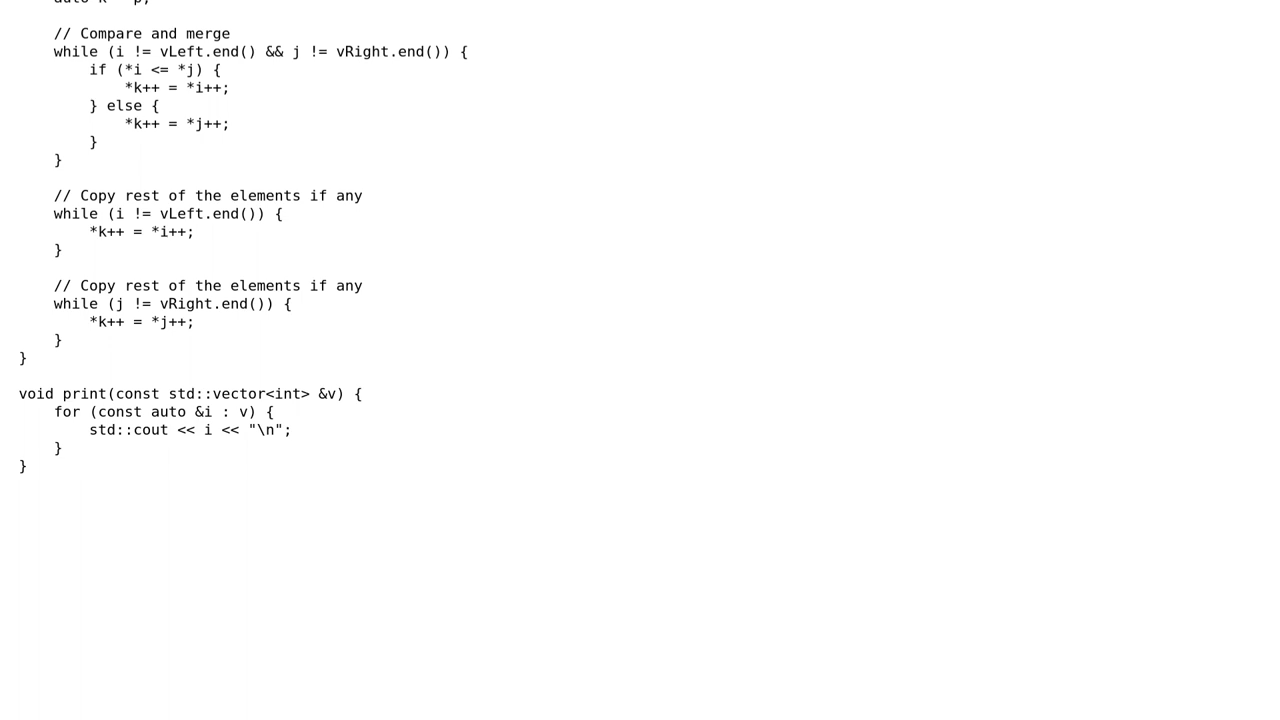 auto k = p;

    // Compare and merge
    while (i != vLeft.end() && j != vRight.end()) {
        if (*i <= *j) {
            *k++ = *i++;
        } else {
            *k++ = *j++;
        }
    }

    // Copy rest of the elements if any
    while (i != vLeft.end()) {
        *k++ = *i++;
    }

    // Copy rest of the elements if any
    while (j != vRight.end()) {
        *k++ = *j++;
    }
}

void print(const std::vector<int> &v) {
    for (const auto &i : v) {
        std::cout << i << "\n";
    }
}